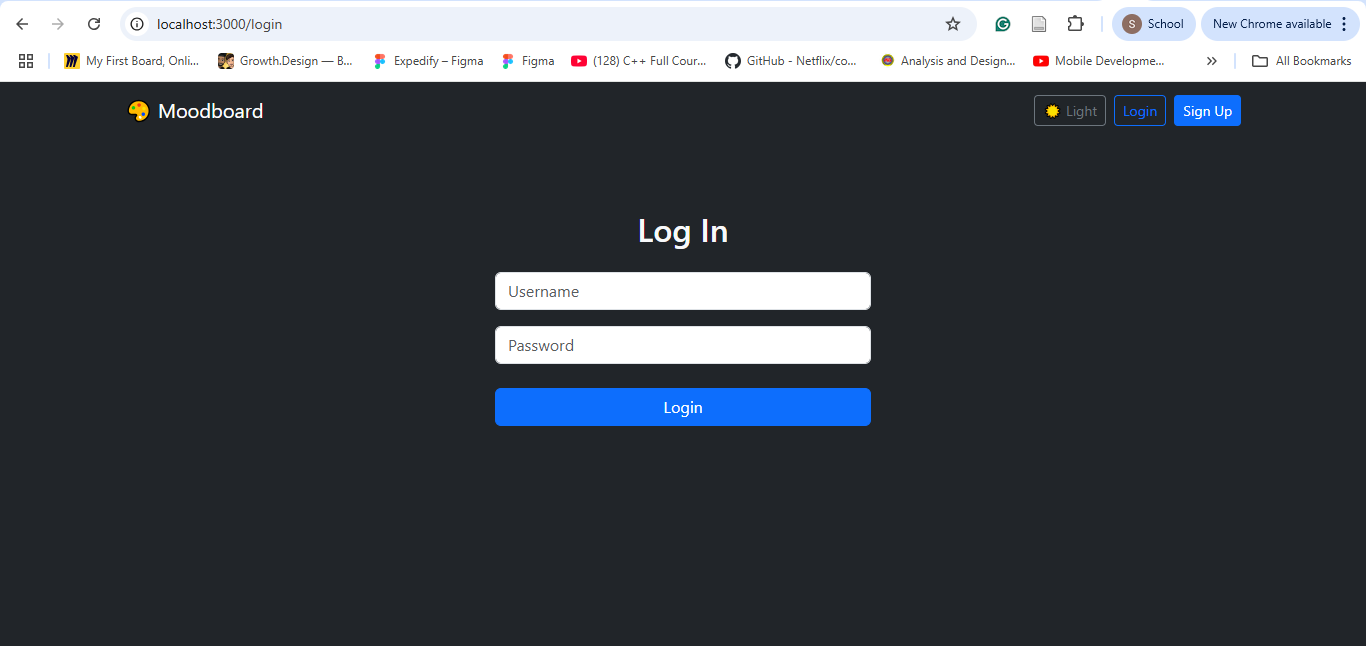 localhost:3000/login
S School
New Chrome available
My First Board, Onli...
Growth.Design — B...
Expedify – Figma
Figma
(128) C++ Full Cour...
GitHub - Netflix/co...
Analysis and Design...
Mobile Developme...
All Bookmarks
Moodboard
Light
Login
Sign Up
Log In
Username
Password
Login